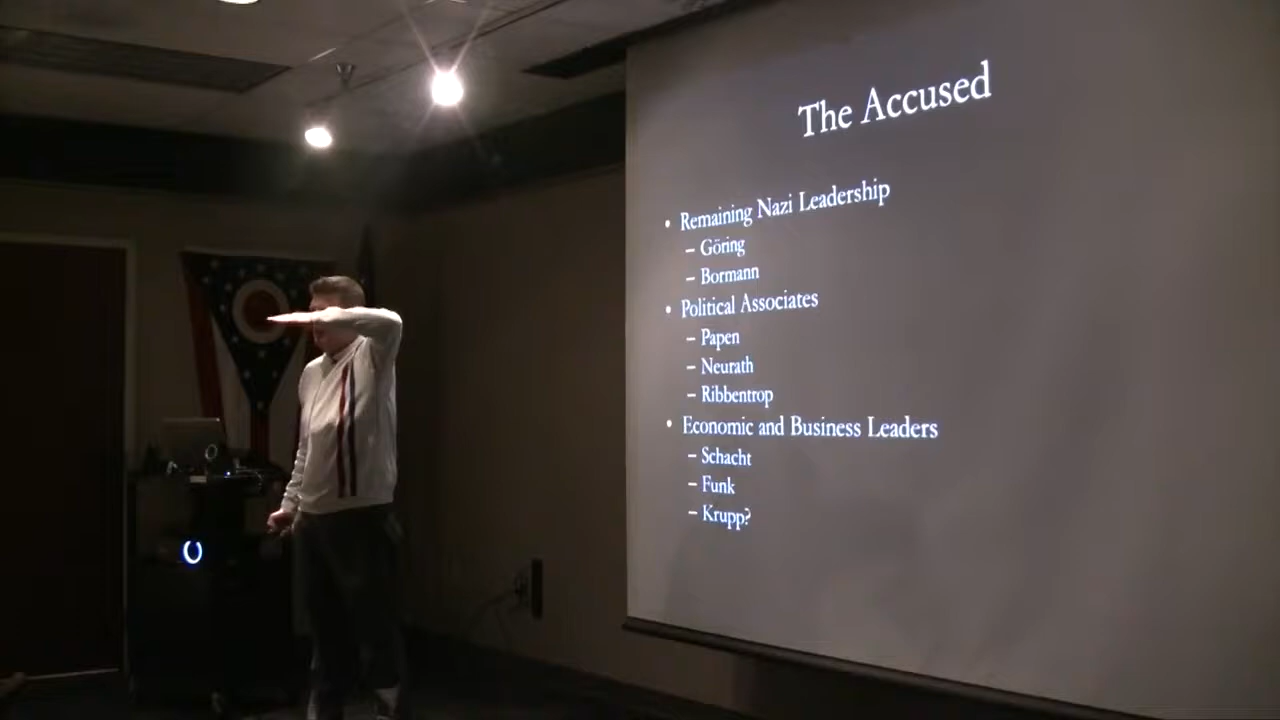 The Accused
• Remaining Nazi Leadership
– Göring
– Bormann
• Political Associates
– Papen
– Neurath
– Ribbentrop
• Economic and Business Leaders
– Schacht
– Funk
– Krupp?